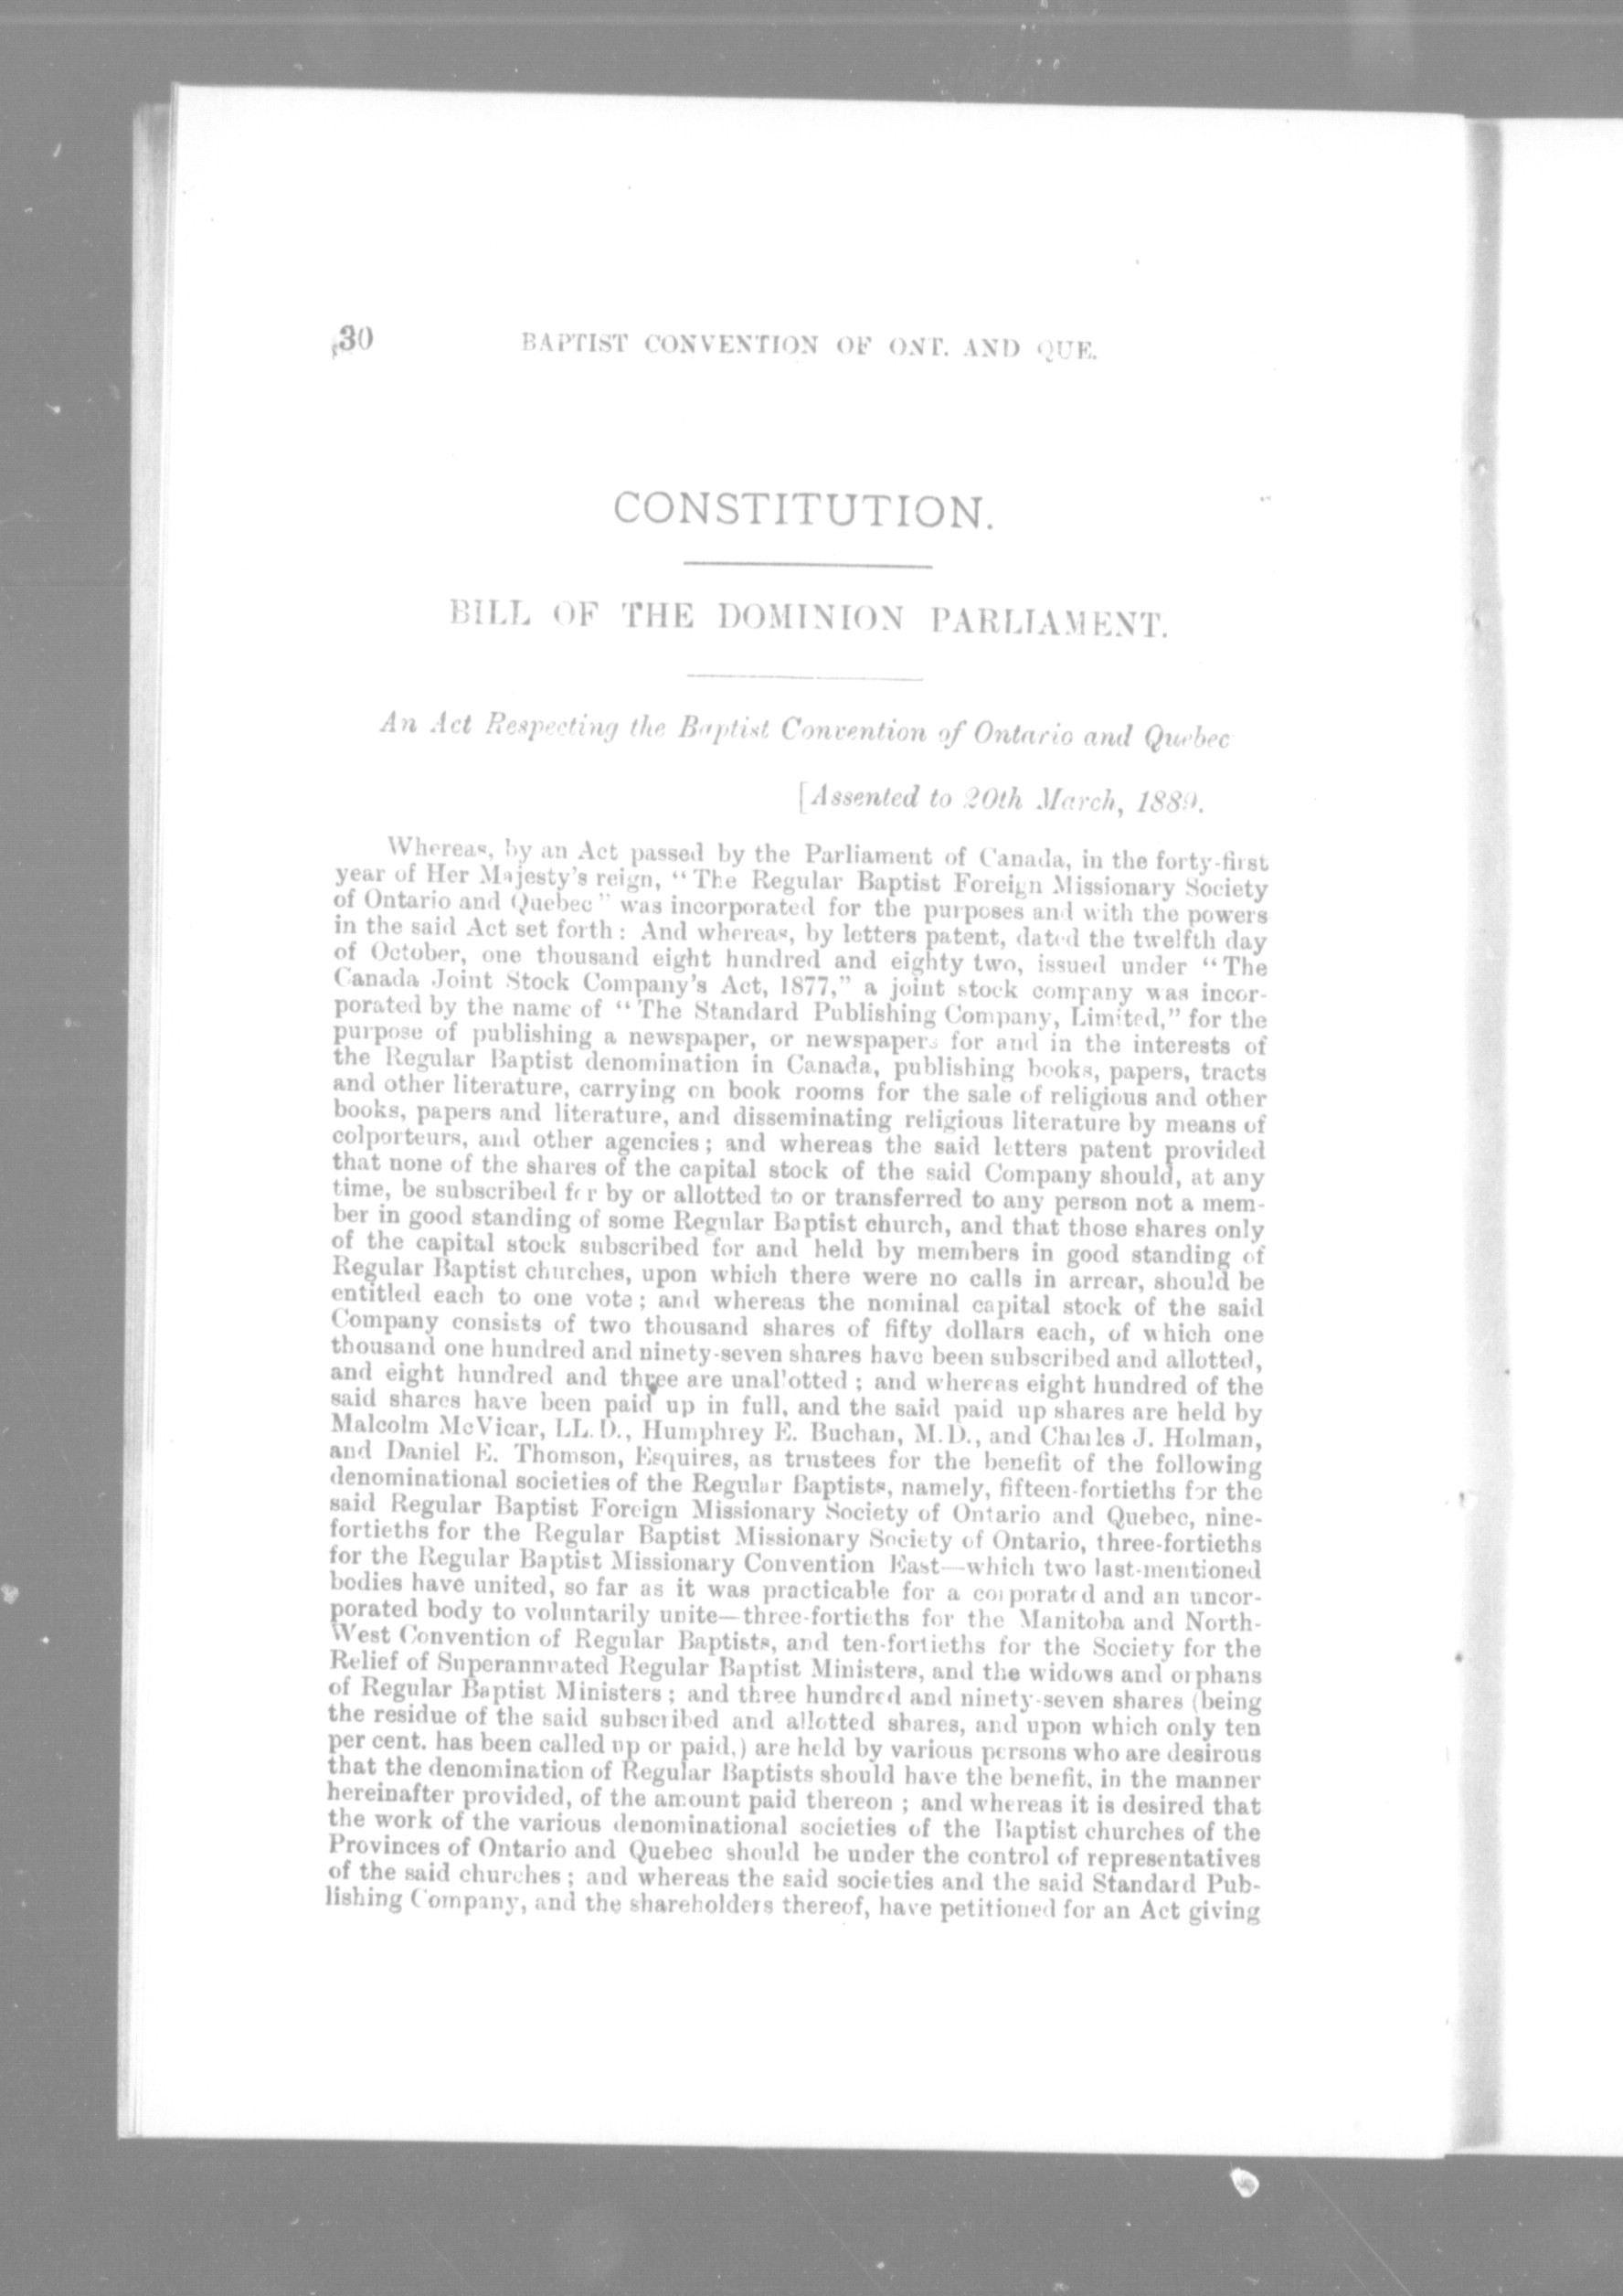 30 BAPTIST CONVENTION OF ONT. AND QUE.
CONSTITUTION.
BILL OF THE DOMINION PARLIAMENT.
An Act Respecting the Baptist Convention of Ontario and Quebec
[Assented to 20th March, 1889.
Whereas, by an Act passed by the Parliament of Canada, in the forty-first
year of Her Majesty's reign, "The Regular Baptist Foreign Missionary Society
of Ontario and Quebec" was incorporated for the purposes and with the powers
in the said Act set forth: And whereas, by letters patent, dated the twelfth day
of October, one thousand eight hundred and eighty two, issued under "The
Canada Joint Stock Company's Act, 1877," a joint stock company was incor-
porated by the name of "The Standard Publishing Company, Limited," for the
purpose of publishing a newspaper, or newspapers for and in the interests of
the Regular Baptist denomination in Canada, publishing books, papers, tracts
and other literature, carrying on book rooms for the sale of religious and other
books, papers and literature, and disseminating religious literature by means of
colporteurs, and other agencies; and whereas the said letters patent provided
that none of the shares of the capital stock of the said Company should, at any
time, be subscribed for by or allotted to or transferred to any person not a mem-
ber in good standing of some Regular Baptist church, and that those shares only
of the capital stock subscribed for and held by members in good standing of
Regular Baptist churches, upon which there were no calls in arrear, should be
entitled each to one vote; and whereas the nominal capital stock of the said
Company consists of two thousand shares of fifty dollars each, of which one
thousand one hundred and ninety-seven shares have been subscribed and allotted,
and eight hundred and three are unallotted; and whereas eight hundred of the
said shares have been paid up in full, and the said paid up shares are held by
Malcolm McVicar, LL.D., Humphrey E. Buchan, M.D., and Charles J. Holman,
and Daniel E. Thomson, Esquires, as trustees for the benefit of the following
denominational societies of the Regular Baptists, namely, fifteen-fortieths for the
said Regular Baptist Foreign Missionary Society of Ontario and Quebec, nine-
fortieths for the Regular Baptist Missionary Society of Ontario, three-fortieths
for the Regular Baptist Missionary Convention East—which two last-mentioned
bodies have united, so far as it was practicable for a corporated and an uncor-
porated body to voluntarily unite—three-fortieths for the Manitoba and North-
West Convention of Regular Baptists, and ten-fortieths for the Society for the
Relief of Superannuated Regular Baptist Ministers, and the widows and orphans
of Regular Baptist Ministers; and three hundred and ninety-seven shares (being
the residue of the said subscribed and allotted shares, and upon which only ten
per cent. has been called up or paid,) are held by various persons who are desirous
that the denomination of Regular Baptists should have the benefit, in the manner
hereinafter provided, of the amount paid thereon; and whereas it is desired that
the work of the various denominational societies of the Baptist churches of the
Provinces of Ontario and Quebec should be under the control of representatives
of the said churches; and whereas the said societies and the said Standard Pub-
lishing Company, and the shareholders thereof, have petitioned for an Act giving